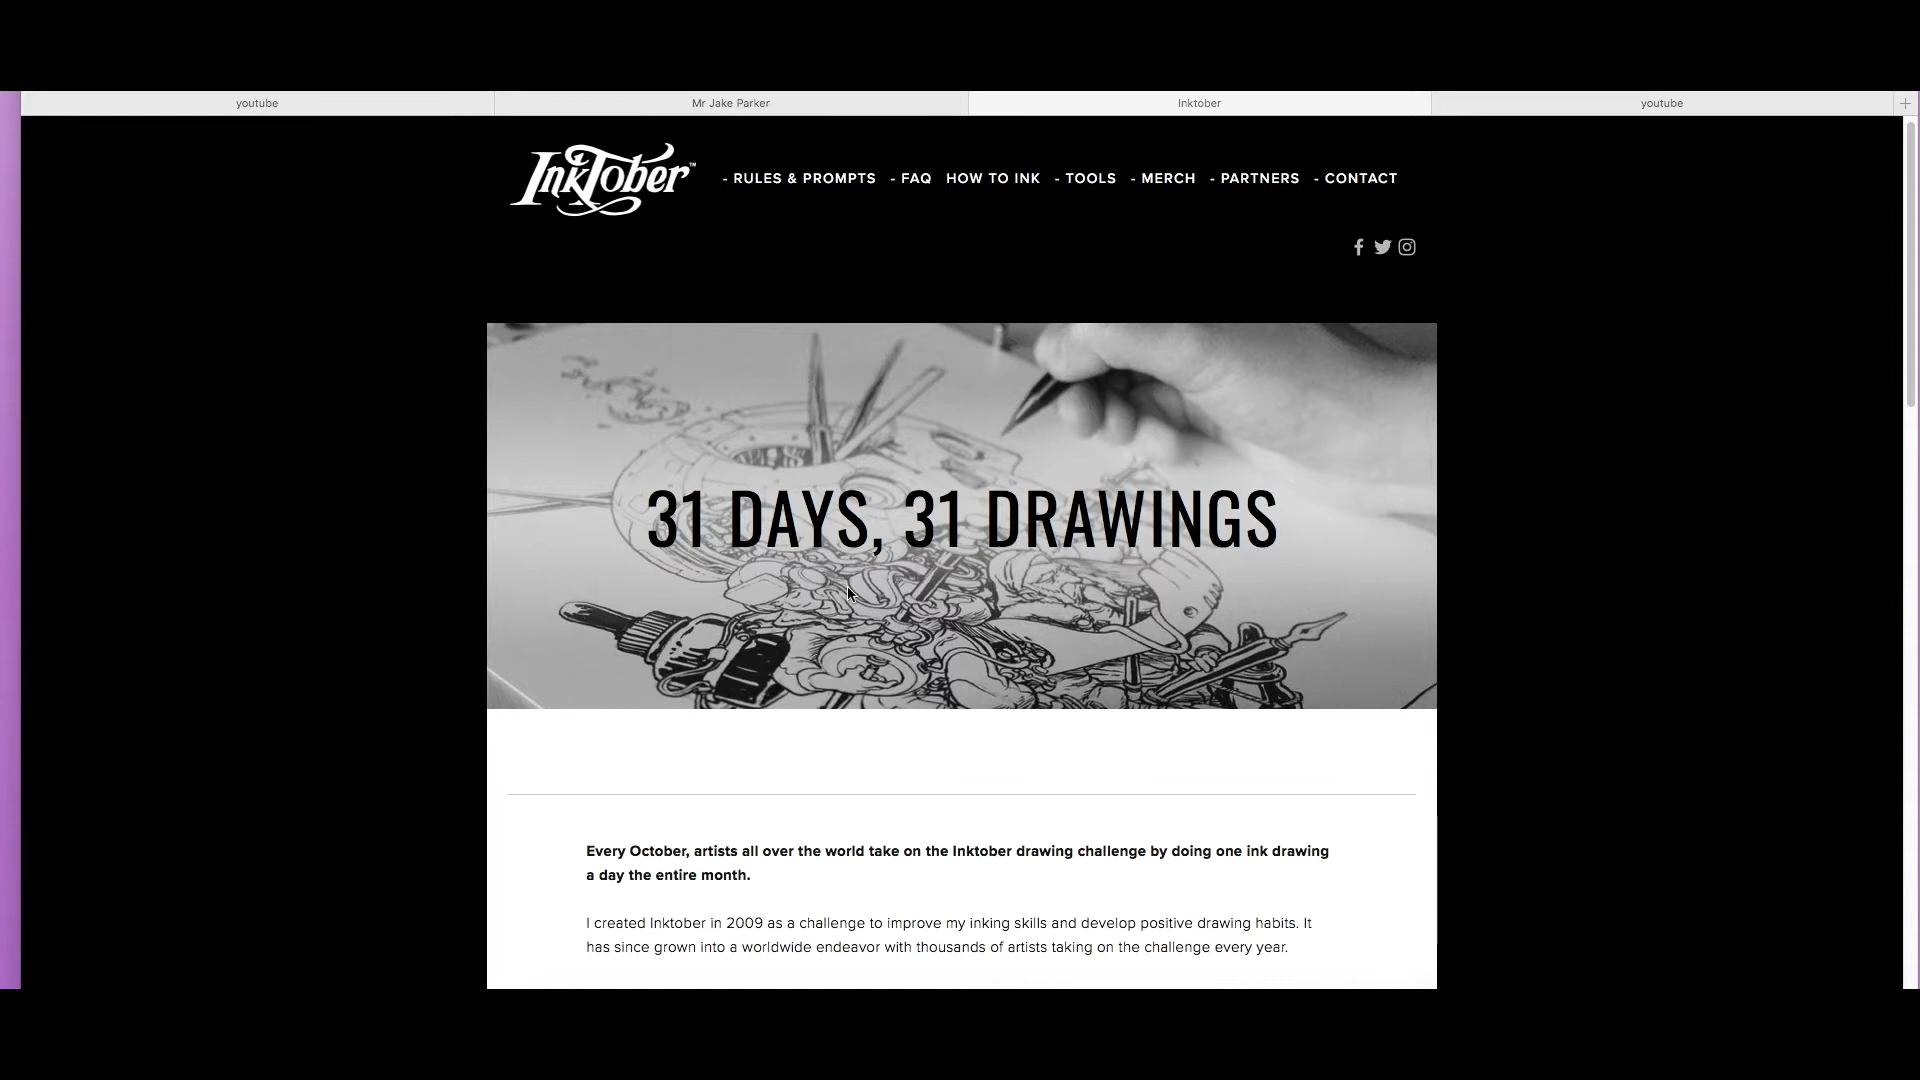 youtube
Mr Jake Parker
Inktober
youtube
InkTober™
- RULES & PROMPTS - FAQ HOW TO INK - TOOLS - MERCH - PARTNERS - CONTACT
31 DAYS, 31 DRAWINGS
Every October, artists all over the world take on the Inktober drawing challenge by doing one ink drawing
a day the entire month.
I created Inktober in 2009 as a challenge to improve my inking skills and develop positive drawing habits. It
has since grown into a worldwide endeavor with thousands of artists taking on the challenge every year.